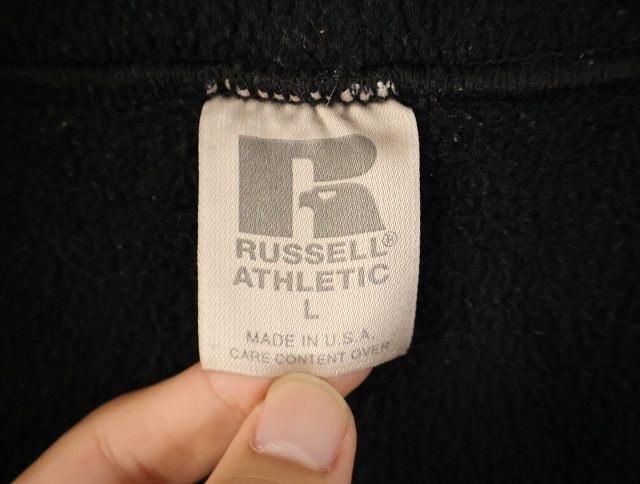 RUSSELL®
ATHLETIC
L
MADE IN U.S.A.
CARE CONTENT OVER